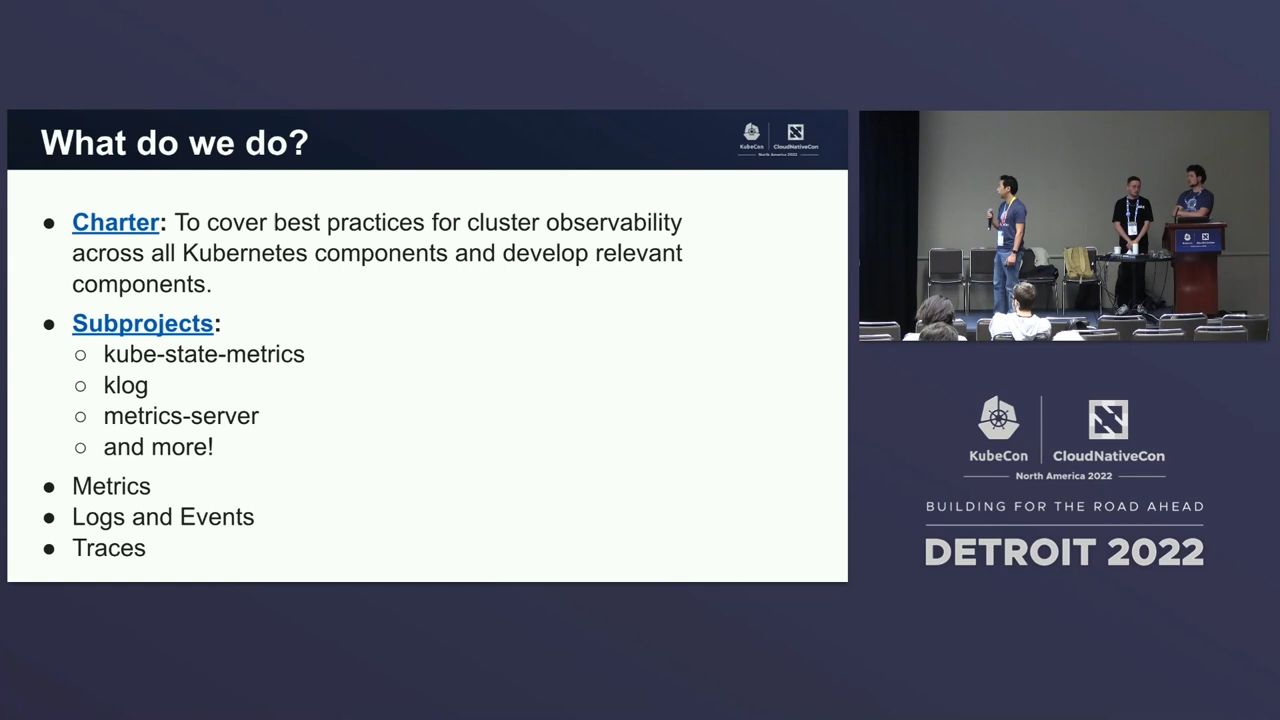 What do we do?
KubeCon
CloudNativeCon
North America 2022
● Charter: To cover best practices for cluster observability
across all Kubernetes components and develop relevant
components.
● Subprojects:
○ kube-state-metrics
○ klog
○ metrics-server
○ and more!
● Metrics
● Logs and Events
● Traces
KubeCon
CloudNativeCon
North America 2022
BUILDING FOR THE ROAD AHEAD
DETROIT 2022